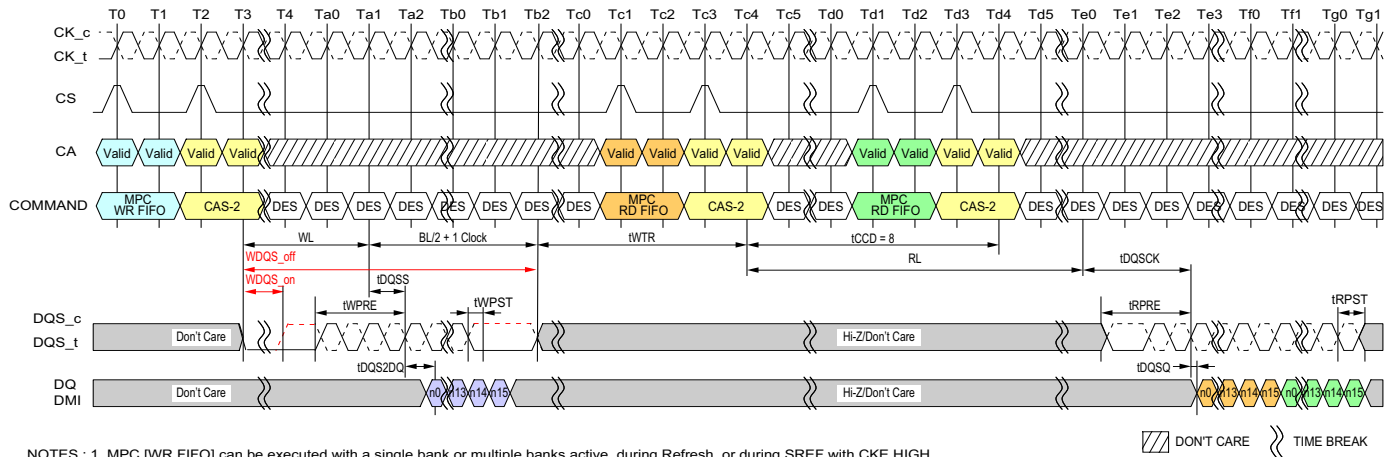 T0 T1 T2 T3 T4 Ta0 Ta1 Ta2 Tb0 Tb1 Tb2 Tc0 Tc1 Tc2 Tc3 Tc4 Tc5 Td0 Td1 Td2 Td3 Td4 Td5 Te0 Te1 Te2 Te3 Tf0 Tf1 Tg0 Tg1
CK_c
CK_t
CS
CA Valid Valid Valid Valid Valid Valid Valid Valid Valid Valid Valid Valid
COMMAND MPC WR FIFO CAS-2 DES DES DES DES DES DES DES DES MPC RD FIFO CAS-2 DES DES MPC RD FIFO CAS-2 DES DES DES DES DES DES DES DES DES
WL BL/2 + 1 Clock tWTR tCCD = 8
WDQS_off RL tDQSCK
WDQS_on tDQSS
tWPRE tWPST tRPRE tRPST
DQS_c
DQS_t Don't Care Hi-Z/Don't Care
tDQS2DQ tDQSQ
DQ
DMI Don't Care n0 n13 n14 n15 Hi-Z/Don't Care n0 n13 n14 n15 n0 n13 n14 n15
DON'T CARE TIME BREAK
NOTES : 1. MPC [WR FIFO] can be executed with a single bank or multiple banks active, during Refresh, or during SREF with CKE HIGH.